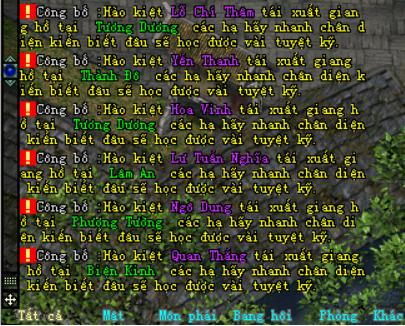 Công bố :Hào kiệt Lỗ Chí Thâm tái xuất gian
g hồ tại Tương Dương các hạ hãy nhanh chân d
iện kiến biết đâu sẽ học được vài tuyệt kỹ.
Công bố :Hào kiệt Yến Thanh tái xuất giang
hồ tại Thành Đô các hạ hãy nhanh chân diện k
iến biết đâu sẽ học được vài tuyệt kỹ.
Công bố :Hào kiệt Hoa Vinh tái xuất giang h
ồ tại Tương Dương các hạ hãy nhanh chân diện
kiến biết đâu sẽ học được vài tuyệt kỹ.
Công bố :Hào kiệt Lư Tuấn Nghĩa tái xuất gi
ang hồ tại Lâm An các hạ hãy nhanh chân diện
kiến biết đâu sẽ học được vài tuyệt kỹ.
Công bố :Hào kiệt Ngô Dung tái xuất giang h
ồ tại Phượng Tường các hạ hãy nhanh chân di
ện kiến biết đâu sẽ học được vài tuyệt kỹ.
Công bố :Hào kiệt Quan Thắng tái xuất giang
hồ tại Biện Kinh các hạ hãy nhanh chân diện
kiến biết đâu sẽ học được vài tuyệt kỹ.
Tất cả Mật Môn phái Bang hội Phòng Khác